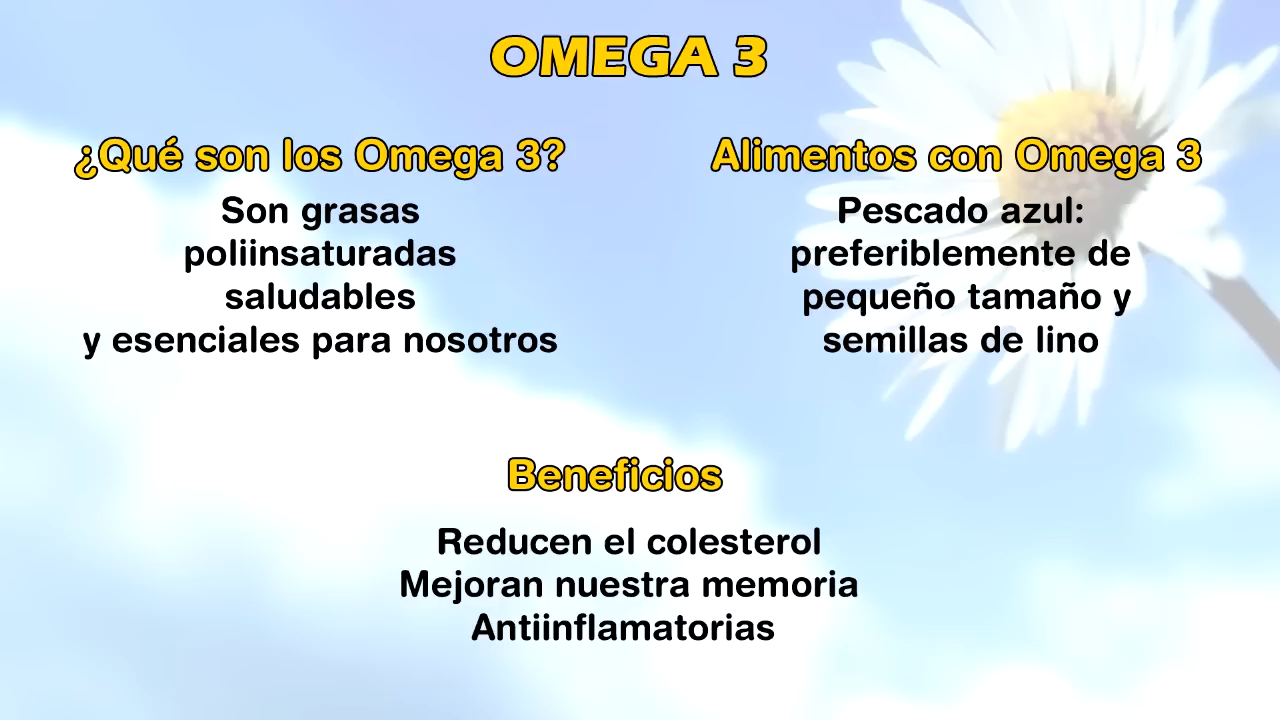 OMEGA 3
¿Qué son los Omega 3?
Son grasas
poliinsaturadas
saludables
y esenciales para nosotros
Alimentos con Omega 3
Pescado azul:
preferiblemente de
pequeño tamaño y
semillas de lino
Beneficios
Reducen el colesterol
Mejoran nuestra memoria
Antiinflamatorias